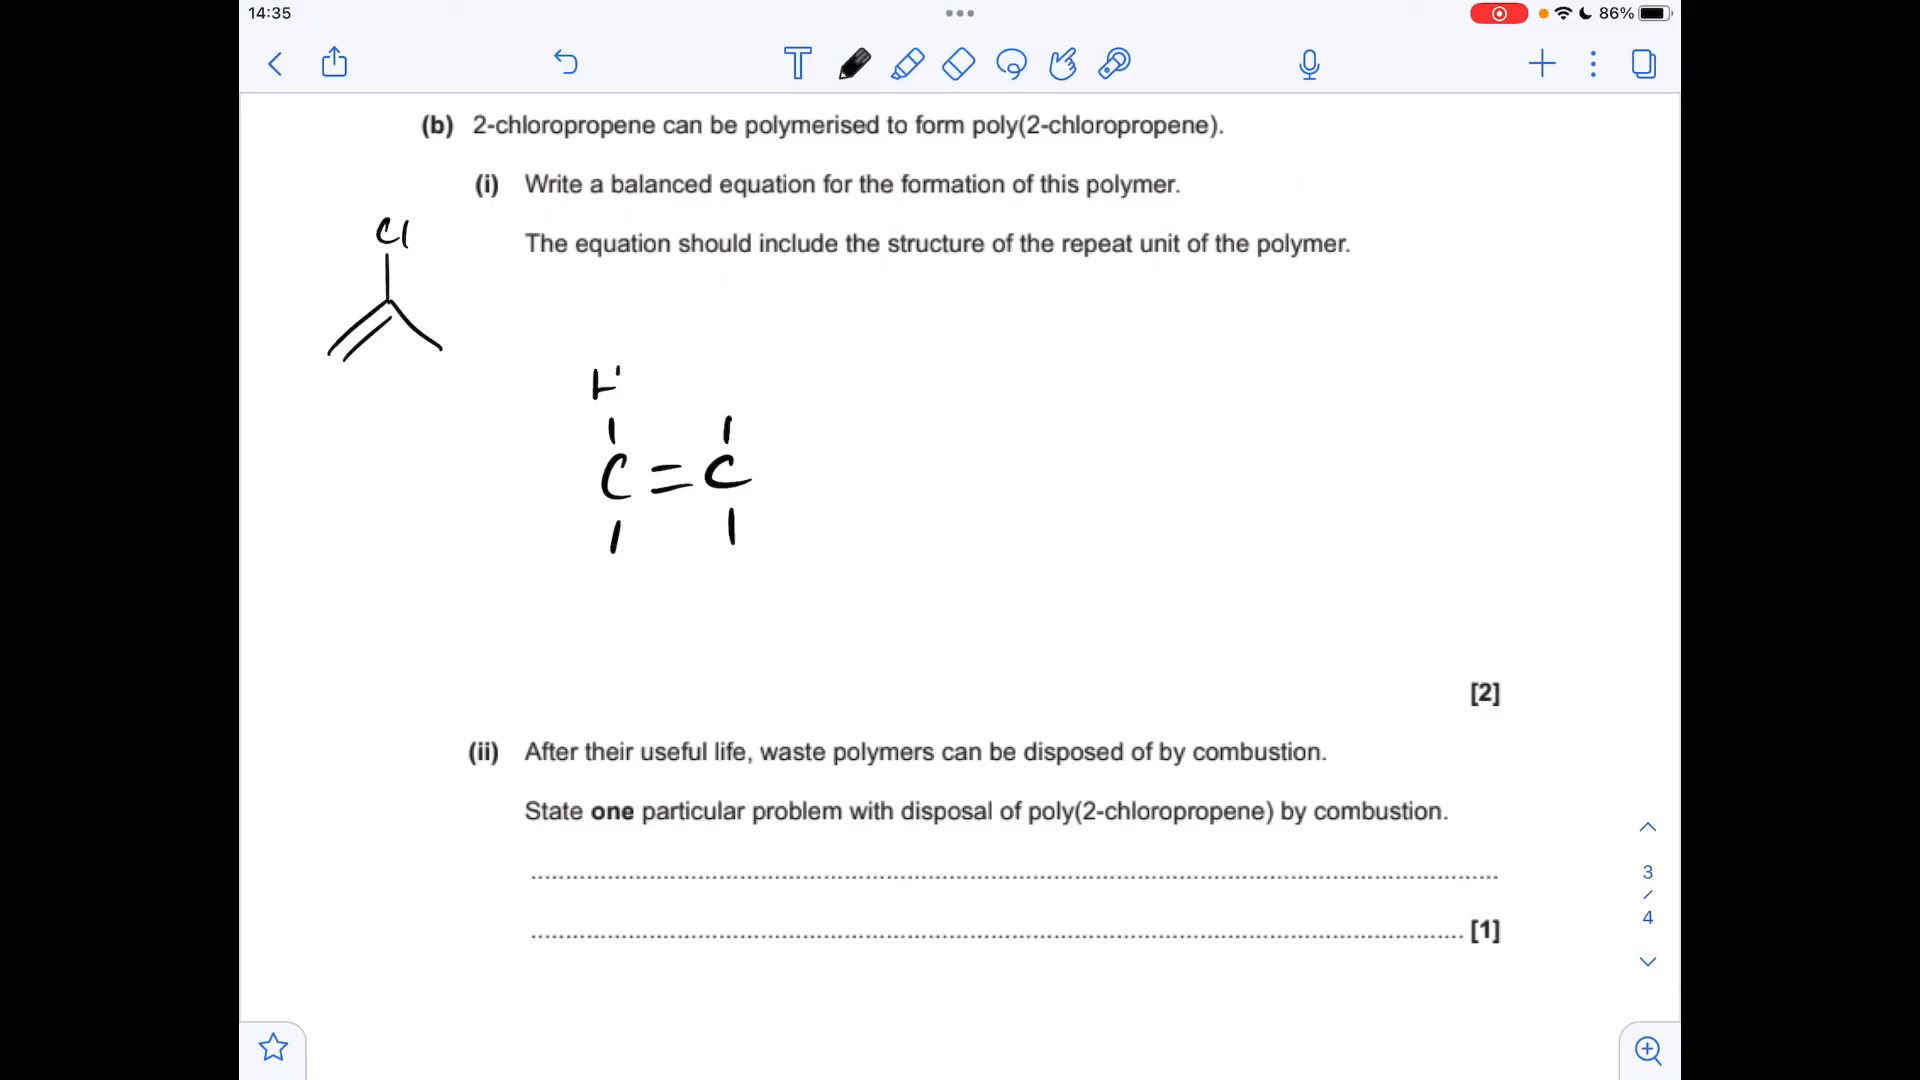 14:35
86%
T
(b) 2-chloropropene can be polymerised to form poly(2-chloropropene).
(i) Write a balanced equation for the formation of this polymer.
Cl
The equation should include the structure of the repeat unit of the polymer.
H
C = C
[2]
(ii) After their useful life, waste polymers can be disposed of by combustion.
State one particular problem with disposal of poly(2-chloropropene) by combustion.
3
/
4
[1]